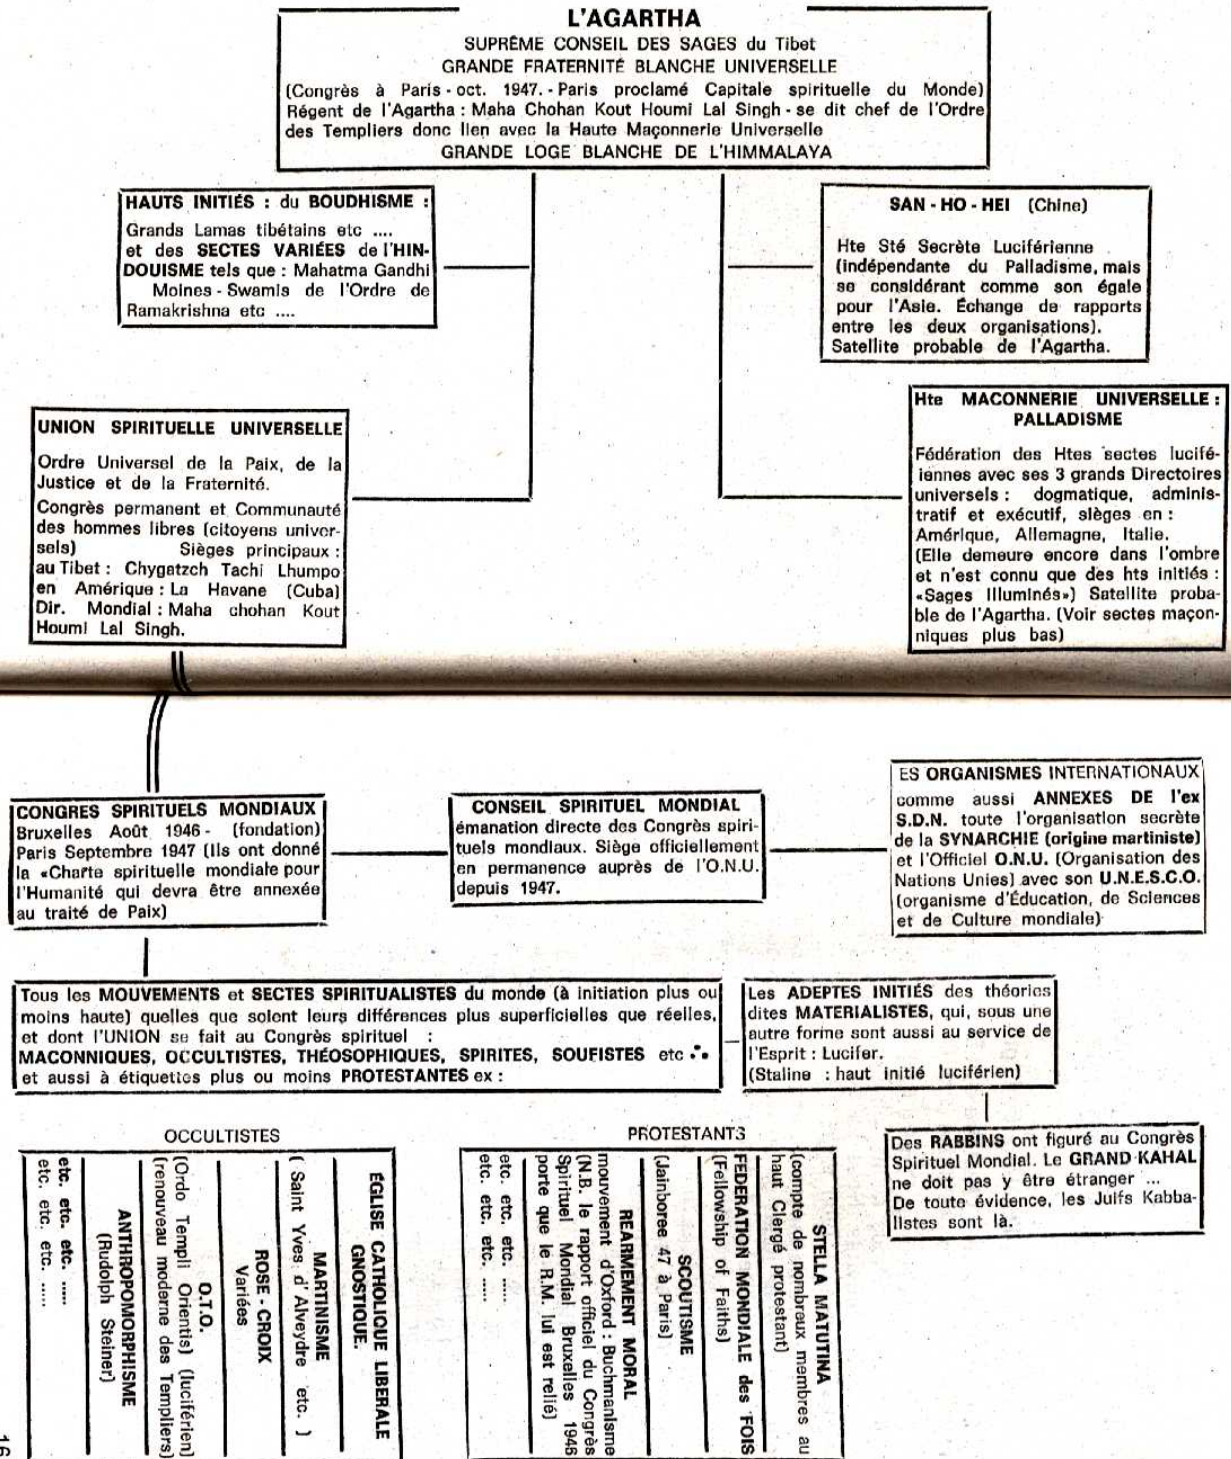 L'AGARTHA
SUPRÊME CONSEIL DES SAGES du Tibet
GRANDE FRATERNITÉ BLANCHE UNIVERSELLE
(Congrès à Paris - oct. 1947. - Paris proclamé Capitale spirituelle du Monde)
Régent de l'Agartha : Maha Chohan Kout Houmi Lal Singh - se dit chef de l'Ordre
des Templiers donc lien avec la Haute Maçonnerie Universelle
GRANDE LOGE BLANCHE DE L'HIMMALAYA
HAUTS INITIÉS : du BOUDHISME :
Grands Lamas tibétains etc ....
et des SECTES VARIÉES de l'HIN-
DOUISME tels que : Mahatma Gandhi
Moines - Swamis de l'Ordre de
Ramakrishna etc ....
SAN - HO - HEI (Chine)
Hte Sté Secrète Luciférienne
(indépendante du Palladisme, mais
se considérant comme son égale
pour l'Asie. Échange de rapports
entre les deux organisations).
Satellite probable de l'Agartha.
UNION SPIRITUELLE UNIVERSELLE
Ordre Universel de la Paix, de la
Justice et de la Fraternité.
Congrès permanent et Communauté
des hommes libres (citoyens univer-
sels) Sièges principaux :
au Tibet : Chygatzch Tachi Lhumpo
en Amérique : La Havane (Cuba)
Dir. Mondial : Maha chohan Kout
Houmi Lal Singh.
Hte MACONNERIE UNIVERSELLE :
PALLADISME
Fédération des Htes sectes lucifé-
iennes avec ses 3 grands Directoires
universels : dogmatique, adminis-
tratif et exécutif, sièges en :
Amérique, Allemagne, Italie.
(Elle demeure encore dans l'ombre
et n'est connu que des hts initiés :
«Sages Illuminés») Satellite proba-
ble de l'Agartha. (Voir sectes maçon-
niques plus bas)
CONGRES SPIRITUELS MONDIAUX
Bruxelles Août 1946 - (fondation)
Paris Septembre 1947 (Ils ont donné
la «Charte spirituelle mondiale pour
l'Humanité qui devra être annexée
au traité de Paix)
CONSEIL SPIRITUEL MONDIAL
émanation directe des Congrès spiri-
tuels mondiaux. Siège officiellement
en permanence auprès de l'O.N.U.
depuis 1947.
ES ORGANISMES INTERNATIONAUX
comme aussi ANNEXES DE l'ex
S.D.N. toute l'organisation secrète
de la SYNARCHIE (origine martiniste)
et l'Officiel O.N.U. (Organisation des
Nations Unies) avec son U.N.E.S.C.O.
(organisme d'Éducation, de Sciences
et de Culture mondiale)
Tous les MOUVEMENTS et SECTES SPIRITUALISTES du monde (à initiation plus ou
moins haute) quelles que soient leurs différences plus superficielles que réelles,
et dont l'UNION se fait au Congrès spirituel :
MACONNIQUES, OCCULTISTES, THÉOSOPHIQUES, SPIRITES, SOUFISTES etc ∴
et aussi à étiquettes plus ou moins PROTESTANTES ex :
Les ADEPTES INITIÉS des théories
dites MATERIALISTES, qui, sous une
autre forme sont aussi au service de
l'Esprit : Lucifer.
(Staline : haut initié luciférien)
Des RABBINS ont figuré au Congrès
Spirituel Mondial. Le GRAND KAHAL
ne doit pas y être étranger ...
De toute évidence, les Juifs Kabba-
listes sont là.
OCCULTISTES
ÉGLISE CATHOLIQUE LIBERALE
GNOSTIQUE.
MARTINISME
( Saint Yves d'Alveydre etc. )
ROSE - CROIX
Variées
O.T.O.
(Ordo Templi Orientis) (luciférien)
(renouveau moderne des Templiers)
ANTHROPOMORPHISME
(Rudolph Steiner)
etc. etc. etc. .....
etc. etc. etc. .....
PROTESTANTS
STELLA MATUTINA
(compte de nombreux membres au
haut Clergé protestant)
FEDERATION MONDIALE des FOIS
(Fellowship of Faiths)
SCOUTISME
(Jainboree 47 à Paris)
REARMEMENT MORAL
mouvement d'Oxford : Buchmanisme
(N.B. le rapport officiel du Congrès
Spirituel Mondial Bruxelles 1946
porte que le R.M. lui est relié)
etc. etc. etc. .....
etc. etc. etc. .....
16